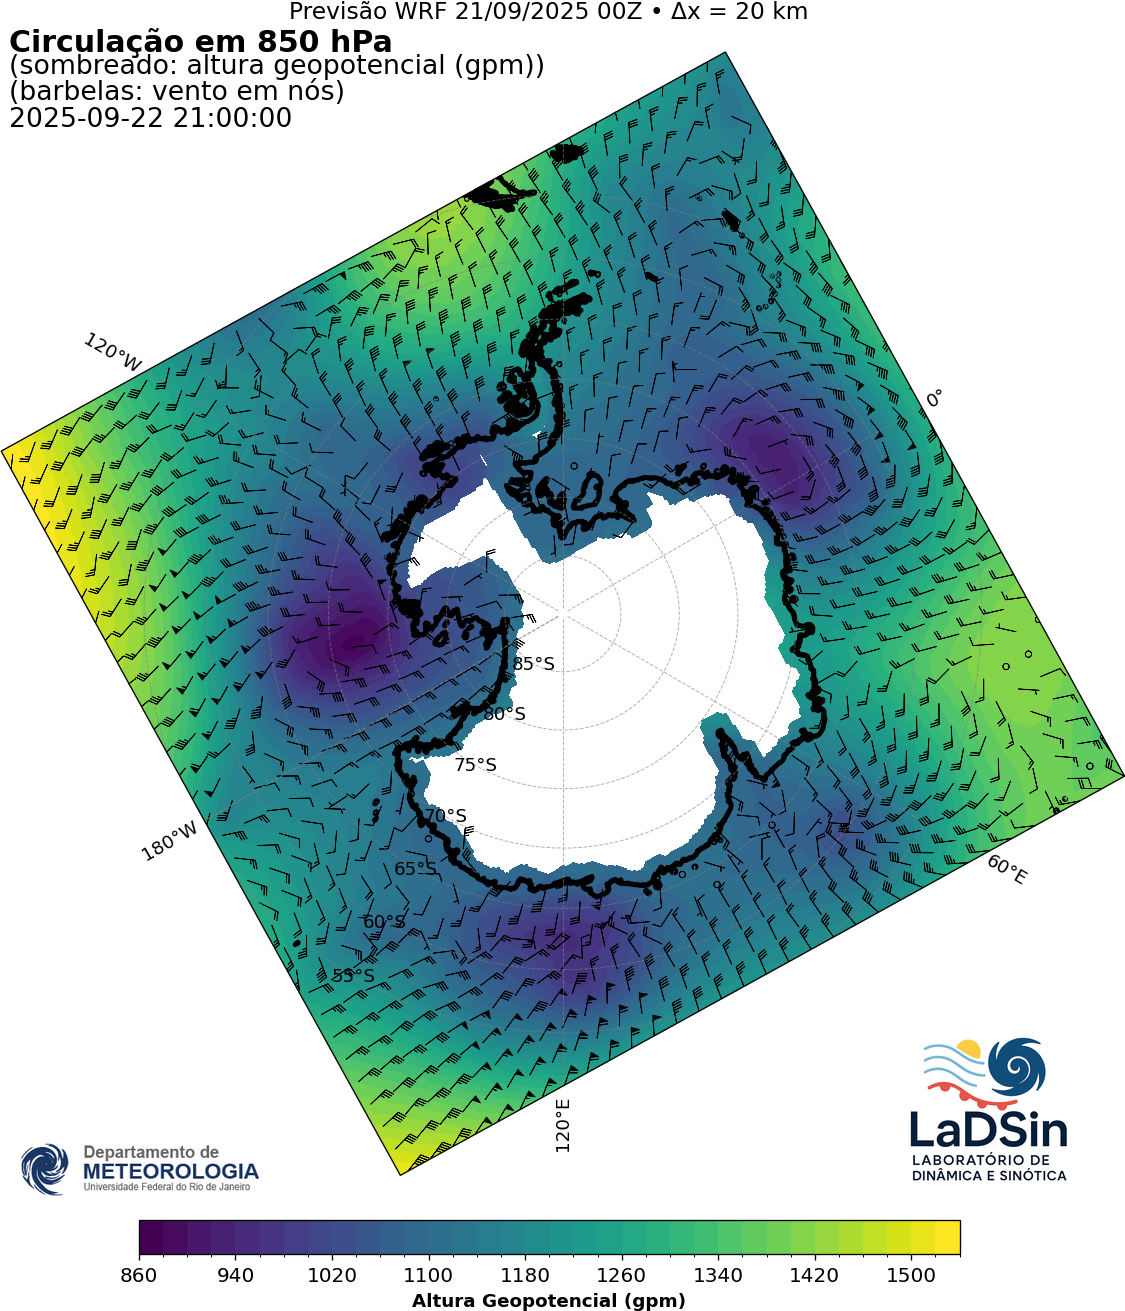 Previsão WRF 21/09/2025 00Z • Δx = 20 km
Circulação em 850 hPa
(sombreado: altura geopotencial (gpm))
(barbelas: vento em nós)
2025-09-22 21:00:00
120°W
0°
85°S
80°S
75°S
70°S
180°W
65°S
60°E
60°S
55°S
120°E
LaDSin
LABORATÓRIO DE
DINÂMICA E SINÓTICA
Departamento de
METEOROLOGIA
Universidade Federal do Rio de Janeiro
860 940 1020 1100 1180 1260 1340 1420 1500
Altura Geopotencial (gpm)